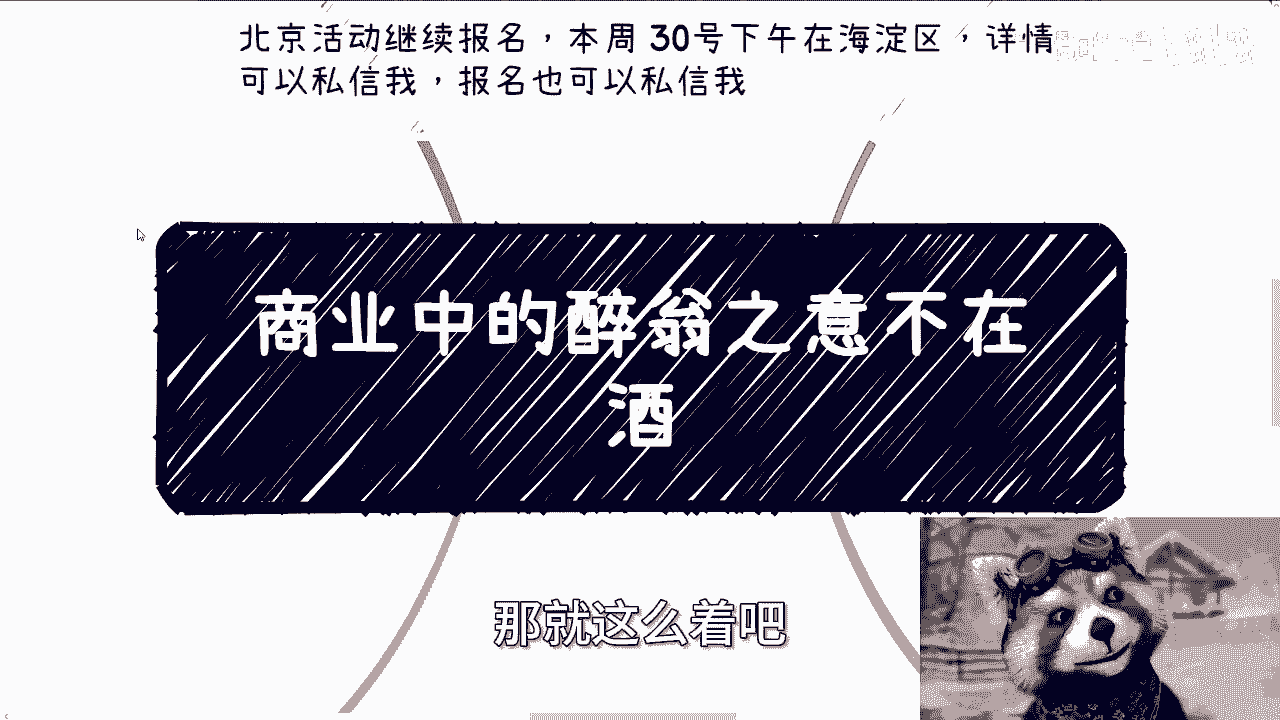 北京活动继续报名，本周 30号下午在海淀区，详情
可以私信我，报名也可以私信我
商业中的醉翁之意不在
酒
那就这么着吧